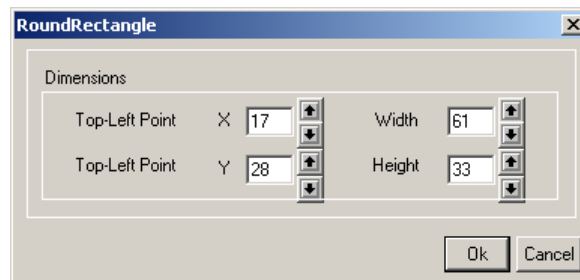 RoundRectangle
Dimensions
Top-Left Point X 17 Width 61
Top-Left Point Y 28 Height 33
Ok Cancel